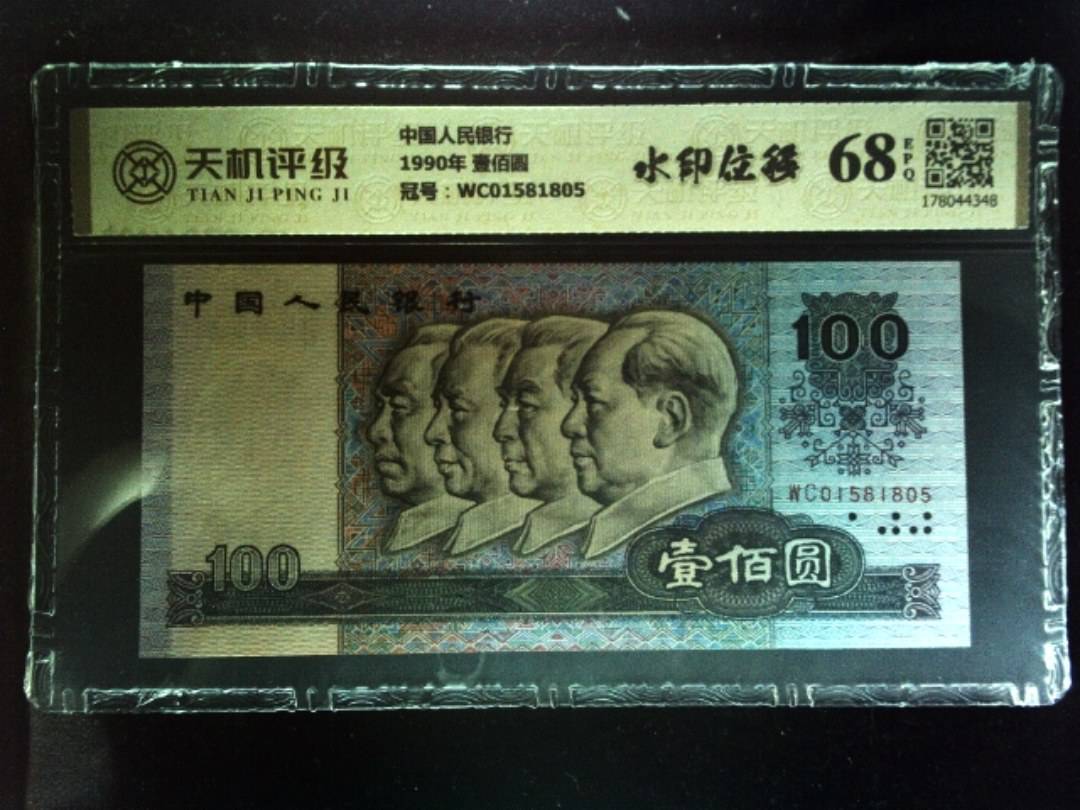 天机评级
TIAN JI PING JI
中国人民银行
1990年 壹佰圆
冠号：WC01581805
水印位移
68
EPQ
178044348
中国人民银行
100
WC01581805
100
壹佰圆